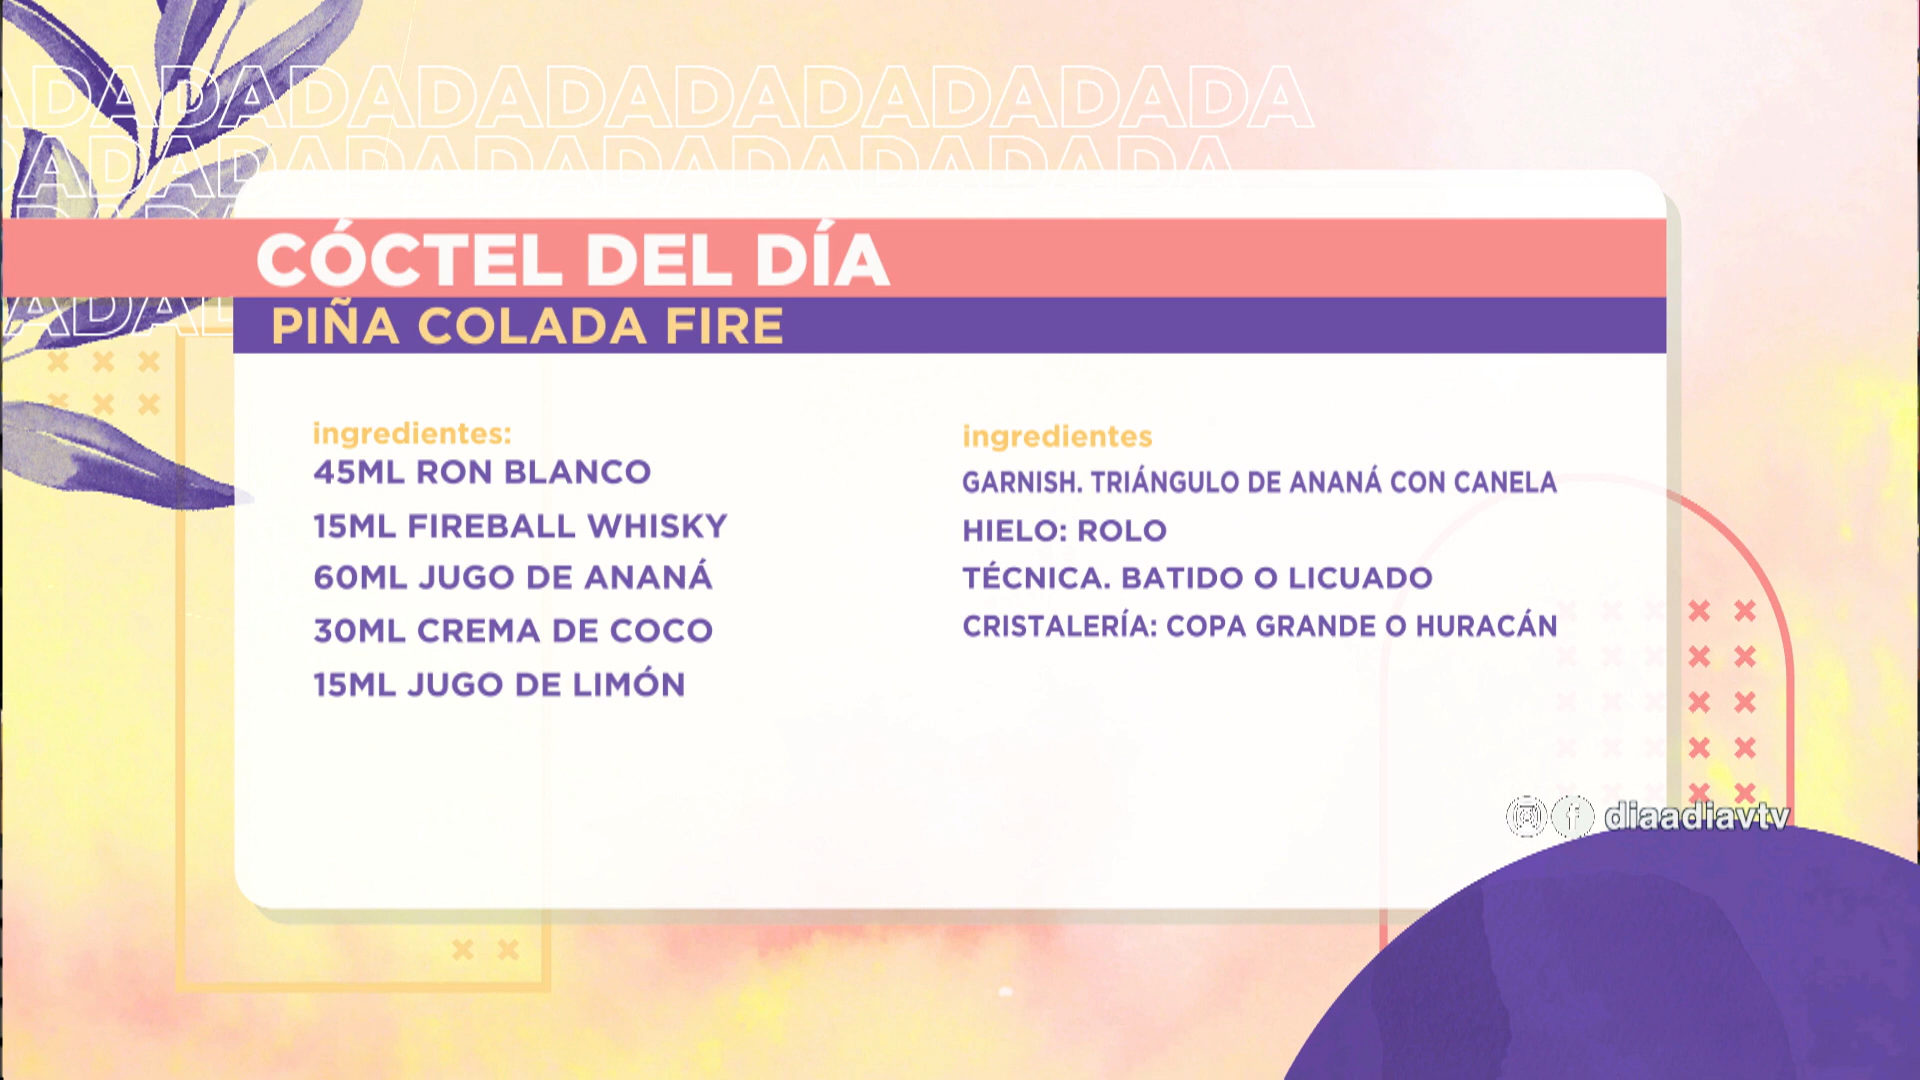 DADADADADADADADADADADADADA
DADADADADADADADADADADADA
CÓCTEL DEL DÍA
PIÑA COLADA FIRE
ingredientes:
45ML RON BLANCO
15ML FIREBALL WHISKY
60ML JUGO DE ANANÁ
30ML CREMA DE COCO
15ML JUGO DE LIMÓN
ingredientes
GARNISH. TRIÁNGULO DE ANANÁ CON CANELA
HIELO: ROLO
TÉCNICA. BATIDO O LICUADO
CRISTALERÍA: COPA GRANDE O HURACÁN
diaadiavtv